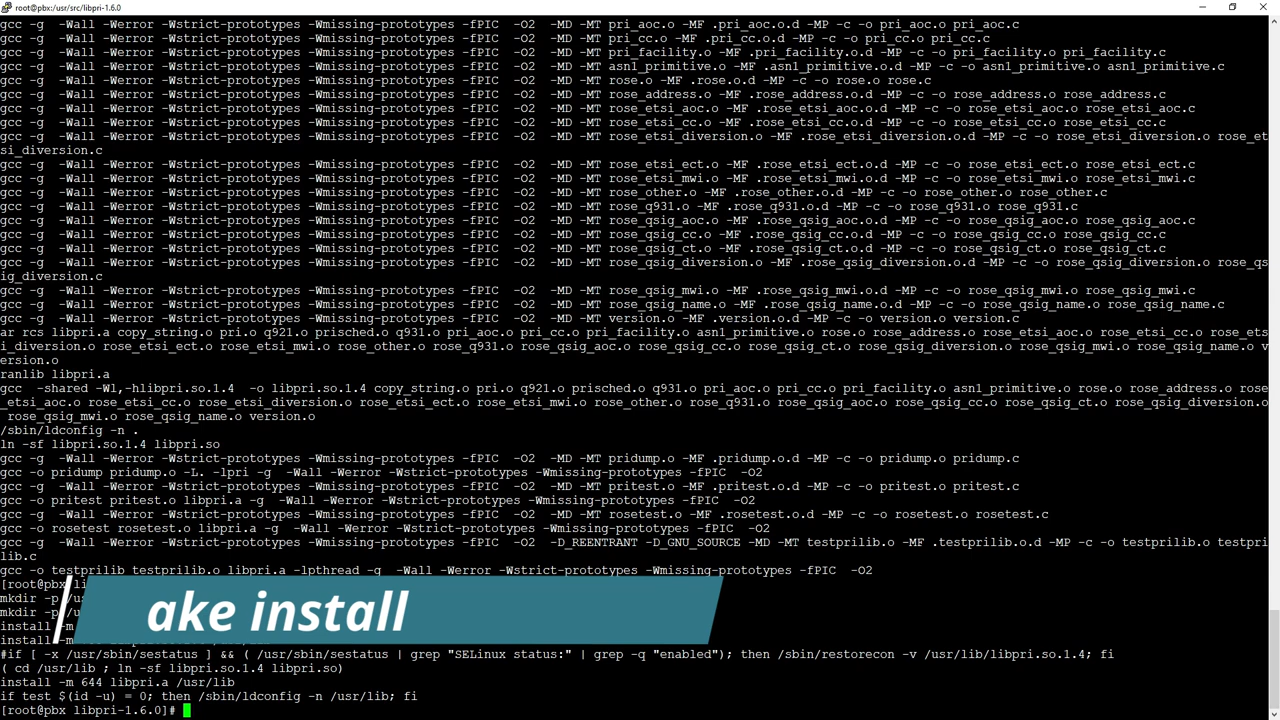 root@pbx:/usr/src/libpri-1.6.0
gcc -g  -Wall -Werror -Wstrict-prototypes -Wmissing-prototypes -fPIC  -O2  -MD -MT pri_aoc.o -MF .pri_aoc.o.d -MP -c -o pri_aoc.o pri_aoc.c
gcc -g  -Wall -Werror -Wstrict-prototypes -Wmissing-prototypes -fPIC  -O2  -MD -MT pri_cc.o -MF .pri_cc.o.d -MP -c -o pri_cc.o pri_cc.c
gcc -g  -Wall -Werror -Wstrict-prototypes -Wmissing-prototypes -fPIC  -O2  -MD -MT pri_facility.o -MF .pri_facility.o.d -MP -c -o pri_facility.o pri_facility.c
gcc -g  -Wall -Werror -Wstrict-prototypes -Wmissing-prototypes -fPIC  -O2  -MD -MT asn1_primitive.o -MF .asn1_primitive.o.d -MP -c -o asn1_primitive.o asn1_primitive.c
gcc -g  -Wall -Werror -Wstrict-prototypes -Wmissing-prototypes -fPIC  -O2  -MD -MT rose.o -MF .rose.o.d -MP -c -o rose.o rose.c
gcc -g  -Wall -Werror -Wstrict-prototypes -Wmissing-prototypes -fPIC  -O2  -MD -MT rose_address.o -MF .rose_address.o.d -MP -c -o rose_address.o rose_address.c
gcc -g  -Wall -Werror -Wstrict-prototypes -Wmissing-prototypes -fPIC  -O2  -MD -MT rose_etsi_aoc.o -MF .rose_etsi_aoc.o.d -MP -c -o rose_etsi_aoc.o rose_etsi_aoc.c
gcc -g  -Wall -Werror -Wstrict-prototypes -Wmissing-prototypes -fPIC  -O2  -MD -MT rose_etsi_cc.o -MF .rose_etsi_cc.o.d -MP -c -o rose_etsi_cc.o rose_etsi_cc.c
gcc -g  -Wall -Werror -Wstrict-prototypes -Wmissing-prototypes -fPIC  -O2  -MD -MT rose_etsi_diversion.o -MF .rose_etsi_diversion.o.d -MP -c -o rose_etsi_diversion.o rose_et
si_diversion.c
gcc -g  -Wall -Werror -Wstrict-prototypes -Wmissing-prototypes -fPIC  -O2  -MD -MT rose_etsi_ect.o -MF .rose_etsi_ect.o.d -MP -c -o rose_etsi_ect.o rose_etsi_ect.c
gcc -g  -Wall -Werror -Wstrict-prototypes -Wmissing-prototypes -fPIC  -O2  -MD -MT rose_etsi_mwi.o -MF .rose_etsi_mwi.o.d -MP -c -o rose_etsi_mwi.o rose_etsi_mwi.c
gcc -g  -Wall -Werror -Wstrict-prototypes -Wmissing-prototypes -fPIC  -O2  -MD -MT rose_other.o -MF .rose_other.o.d -MP -c -o rose_other.o rose_other.c
gcc -g  -Wall -Werror -Wstrict-prototypes -Wmissing-prototypes -fPIC  -O2  -MD -MT rose_q931.o -MF .rose_q931.o.d -MP -c -o rose_q931.o rose_q931.c
gcc -g  -Wall -Werror -Wstrict-prototypes -Wmissing-prototypes -fPIC  -O2  -MD -MT rose_qsig_aoc.o -MF .rose_qsig_aoc.o.d -MP -c -o rose_qsig_aoc.o rose_qsig_aoc.c
gcc -g  -Wall -Werror -Wstrict-prototypes -Wmissing-prototypes -fPIC  -O2  -MD -MT rose_qsig_cc.o -MF .rose_qsig_cc.o.d -MP -c -o rose_qsig_cc.o rose_qsig_cc.c
gcc -g  -Wall -Werror -Wstrict-prototypes -Wmissing-prototypes -fPIC  -O2  -MD -MT rose_qsig_ct.o -MF .rose_qsig_ct.o.d -MP -c -o rose_qsig_ct.o rose_qsig_ct.c
gcc -g  -Wall -Werror -Wstrict-prototypes -Wmissing-prototypes -fPIC  -O2  -MD -MT rose_qsig_diversion.o -MF .rose_qsig_diversion.o.d -MP -c -o rose_qsig_diversion.o rose_qs
ig_diversion.c
gcc -g  -Wall -Werror -Wstrict-prototypes -Wmissing-prototypes -fPIC  -O2  -MD -MT rose_qsig_mwi.o -MF .rose_qsig_mwi.o.d -MP -c -o rose_qsig_mwi.o rose_qsig_mwi.c
gcc -g  -Wall -Werror -Wstrict-prototypes -Wmissing-prototypes -fPIC  -O2  -MD -MT rose_qsig_name.o -MF .rose_qsig_name.o.d -MP -c -o rose_qsig_name.o rose_qsig_name.c
gcc -g  -Wall -Werror -Wstrict-prototypes -Wmissing-prototypes -fPIC  -O2  -MD -MT version.o -MF .version.o.d -MP -c -o version.o version.c
ar rcs libpri.a copy_string.o pri.o q921.o prisched.o q931.o pri_aoc.o pri_cc.o pri_facility.o asn1_primitive.o rose.o rose_address.o rose_etsi_aoc.o rose_etsi_cc.o rose_ets
i_diversion.o rose_etsi_ect.o rose_etsi_mwi.o rose_other.o rose_q931.o rose_qsig_aoc.o rose_qsig_cc.o rose_qsig_ct.o rose_qsig_diversion.o rose_qsig_mwi.o rose_qsig_name.o v
ersion.o
ranlib libpri.a
gcc  -shared -Wl,-hlibpri.so.1.4  -o libpri.so.1.4 copy_string.o pri.o q921.o prisched.o q931.o pri_aoc.o pri_cc.o pri_facility.o asn1_primitive.o rose.o rose_address.o rose
_etsi_aoc.o rose_etsi_cc.o rose_etsi_diversion.o rose_etsi_ect.o rose_etsi_mwi.o rose_other.o rose_q931.o rose_qsig_aoc.o rose_qsig_cc.o rose_qsig_ct.o rose_qsig_diversion.o
rose_qsig_mwi.o rose_qsig_name.o version.o
/sbin/ldconfig -n .
ln -sf libpri.so.1.4 libpri.so
gcc -g  -Wall -Werror -Wstrict-prototypes -Wmissing-prototypes -fPIC  -O2  -MD -MT pridump.o -MF .pridump.o.d -MP -c -o pridump.o pridump.c
gcc -o pridump pridump.o -L. -lpri -g  -Wall -Werror -Wstrict-prototypes -Wmissing-prototypes -fPIC  -O2
gcc -g  -Wall -Werror -Wstrict-prototypes -Wmissing-prototypes -fPIC  -O2  -MD -MT pritest.o -MF .pritest.o.d -MP -c -o pritest.o pritest.c
gcc -o pritest pritest.o libpri.a -g  -Wall -Werror -Wstrict-prototypes -Wmissing-prototypes -fPIC  -O2
gcc -g  -Wall -Werror -Wstrict-prototypes -Wmissing-prototypes -fPIC  -O2  -MD -MT rosetest.o -MF .rosetest.o.d -MP -c -o rosetest.o rosetest.c
gcc -o rosetest rosetest.o libpri.a -g  -Wall -Werror -Wstrict-prototypes -Wmissing-prototypes -fPIC  -O2
gcc -g  -Wall -Werror -Wstrict-prototypes -Wmissing-prototypes -fPIC  -O2  -D_REENTRANT -D_GNU_SOURCE -MD -MT testprilib.o -MF .testprilib.o.d -MP -c -o testprilib.o testpri
lib.c
gcc -o testprilib testprilib.o libpri.a -lpthread -g  -Wall -Werror -Wstrict-prototypes -Wmissing-prototypes -fPIC  -O2
[root@pbx
mkdir -p
mkdir -p
install -m
install -m
ake install
#if [ -x /usr/sbin/sestatus ] && ( /usr/sbin/sestatus | grep "SELinux status:" | grep -q "enabled"); then /sbin/restorecon -v /usr/lib/libpri.so.1.4; fi
( cd /usr/lib ; ln -sf libpri.so.1.4 libpri.so)
install -m 644 libpri.a /usr/lib
if test $(id -u) = 0; then /sbin/ldconfig -n /usr/lib; fi
[root@pbx libpri-1.6.0]#